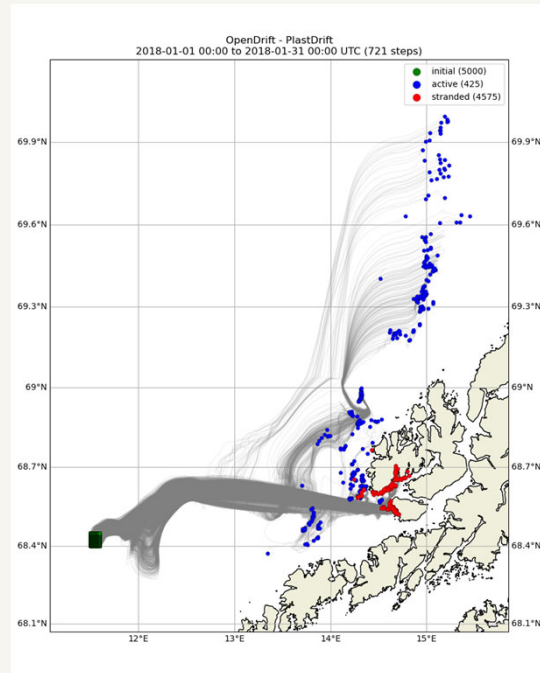 OpenDrift - PlastDrift
2018-01-01 00:00 to 2018-01-31 00:00 UTC (721 steps)
initial (5000)
active (425)
stranded (4575)
69.9°N 69.9°N
69.6°N 69.6°N
69.3°N 69.3°N
69°N 69°N
68.7°N 68.7°N
68.4°N 68.4°N
68.1°N 68.1°N
12°E 13°E 14°E 15°E